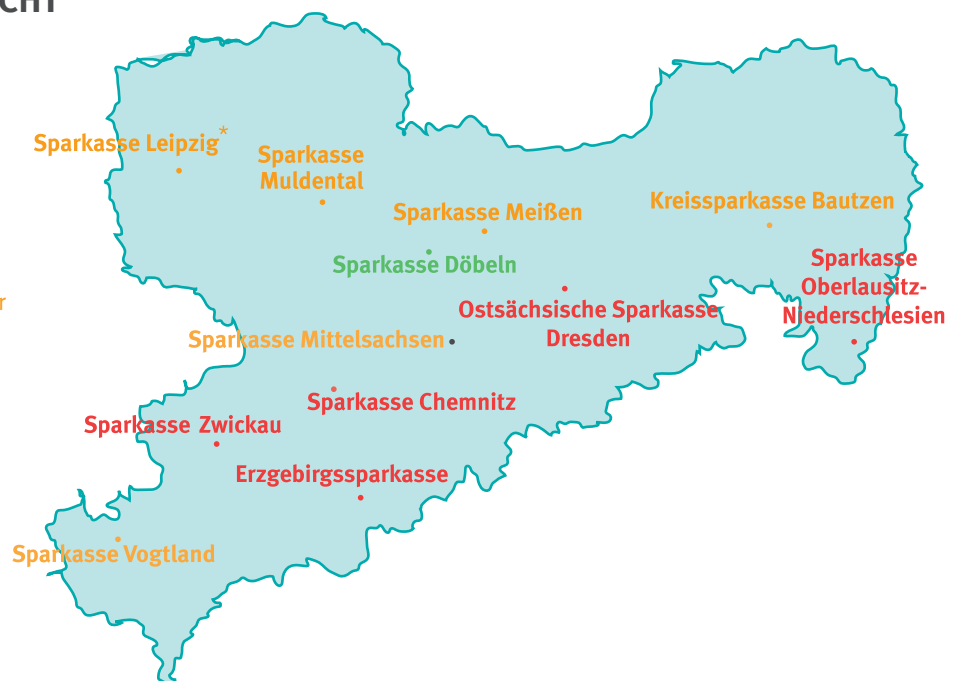 CHT
Sparkasse Leipzig*
Sparkasse
Muldental
Kreissparkasse Bautzen
Sparkasse Meißen
Sparkasse
Oberlausitz-
Niederschlesien
Sparkasse Döbeln
r
Ostsächsische Sparkasse
Dresden
Sparkasse Mittelsachsen
Sparkasse Chemnitz
Sparkasse Zwickau
Erzgebirgssparkasse
Sparkasse Vogtland